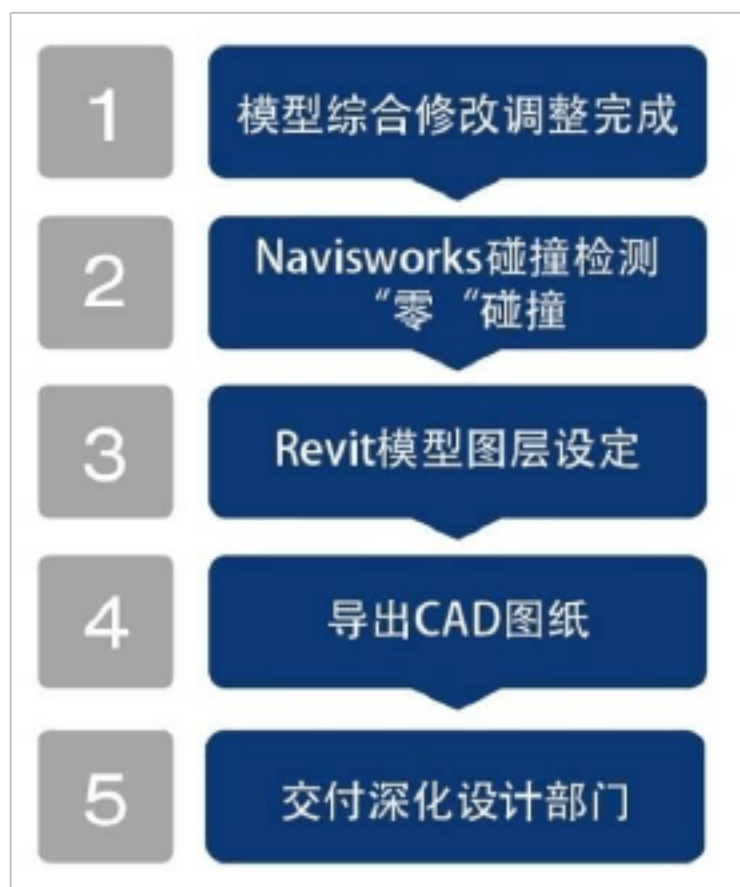 1
模型综合修改调整完成
2
Navisworks碰撞检测
“零 “碰撞
3
Revit模型图层设定
4
导出CAD图纸
5
交付深化设计部门